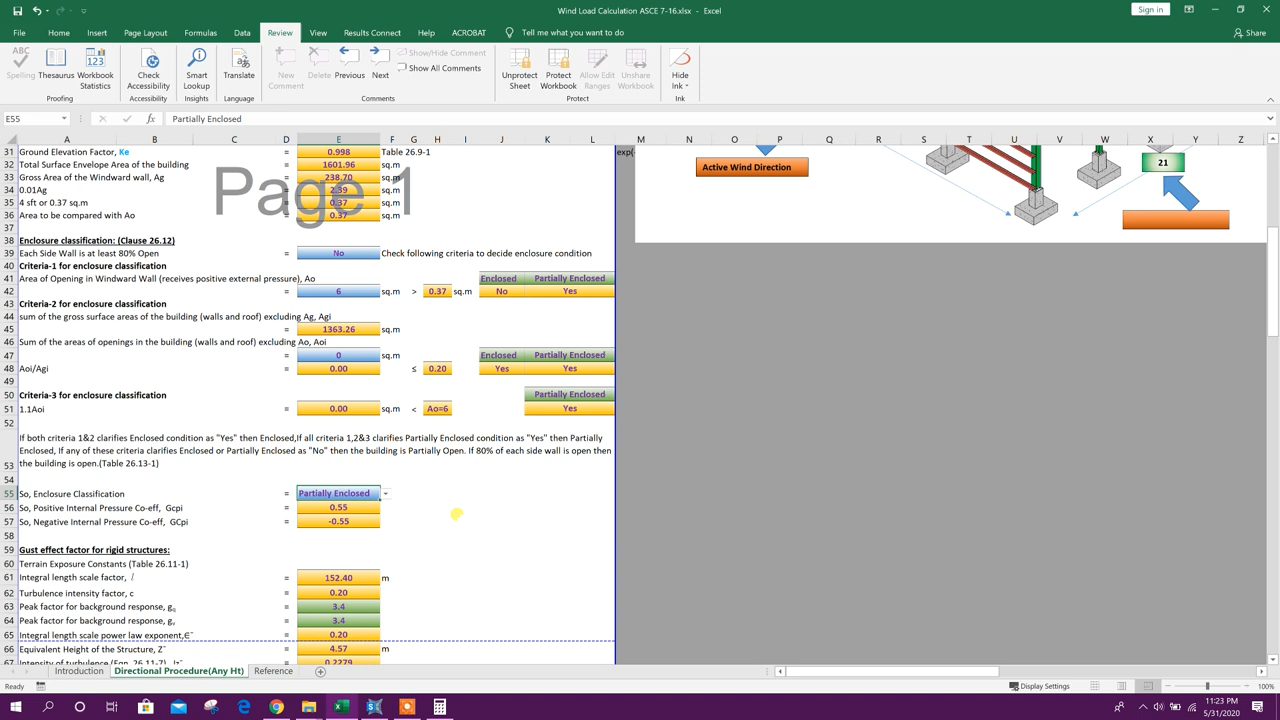 Wind Load Calculation ASCE 7-16.xlsx - Excel
Sign in
File Home Insert Page Layout Formulas Data Review View Results Connect Help ACROBAT Tell me what you want to do
Share
Spelling Thesaurus Workbook Statistics
Check Accessibility
Smart Lookup
Translate
New Comment Delete Previous Next
Show/Hide Comment
Show All Comments
Unprotect Sheet Protect Workbook Allow Edit Ranges Unshare Workbook
Hide Ink
Proofing Accessibility Insights Language Comments Protect Ink
E55 fx Partially Enclosed
A B C D E F G H I J K L M N O P Q R S T U V W X Y Z
31 Ground Elevation Factor, Ke = 0.998 Table 26.9-1
32 Total Surface Envelope Area of the building = 1601.96 sq.m
33 Gross Area of the Windward wall, Ag = 238.70 sq.m
34 0.01Ag = 2.39 sq.m
35 4 sft or 0.37 sq.m = 0.37 sq.m
36 Area to be compared with Ao = 0.37 sq.m
Page 1
exp(
Active Wind Direction
21
37
38 Enclosure classification: (Clause 26.12)
39 Each Side Wall is at least 80% Open = No Check following criteria to decide enclosure condition
40 Criteria-1 for enclosure classification
41 Area of Opening in Windward Wall (receives positive external pressure), Ao Enclosed Partially Enclosed
42 = 6 sq.m > 0.37 sq.m No Yes
43 Criteria-2 for enclosure classification
44 sum of the gross surface areas of the building (walls and roof) excluding Ag, Agi
45 = 1363.26 sq.m
46 Sum of the areas of openings in the building (walls and roof) excluding Ao, Aoi
47 = 0 sq.m Enclosed Partially Enclosed
48 Aoi/Agi = 0.00 ≤ 0.20 Yes Yes
49
50 Criteria-3 for enclosure classification Partially Enclosed
51 1.1Aoi = 0.00 sq.m < Ao=6 Yes
52
If both criteria 1&2 clarifies Enclosed condition as "Yes" then Enclosed,If all criteria 1,2&3 clarifies Partially Enclosed condition as "Yes" then Partially
Enclosed, If any of these criteria clarifies Enclosed or Partially Enclosed as "No" then the building is Partially Open. If 80% of each side wall is open then
53 the building is open.(Table 26.13-1)
54
55 So, Enclosure Classification = Partially Enclosed
56 So, Positive Internal Pressure Co-eff, Gcpi = 0.55
57 So, Negative Internal Pressure Co-eff, GCpi = -0.55
58
59 Gust effect factor for rigid structures:
60 Terrain Exposure Constants (Table 26.11-1)
61 Integral length scale factor, l = 152.40 m
62 Turbulence intensity factor, c = 0.20
63 Peak factor for background response, gq = 3.4
64 Peak factor for background response, gv = 3.4
65 Integral length scale power law exponent,∈¯ = 0.20
66 Equivalent Height of the Structure, Z¯ = 4.57 m
67 Intensity of turbulence (Eqn. 26.11-7), Iz¯ = 0.2279
Introduction Directional Procedure(Any Ht) Reference
Ready Display Settings 100%
11:23 PM
5/31/2020